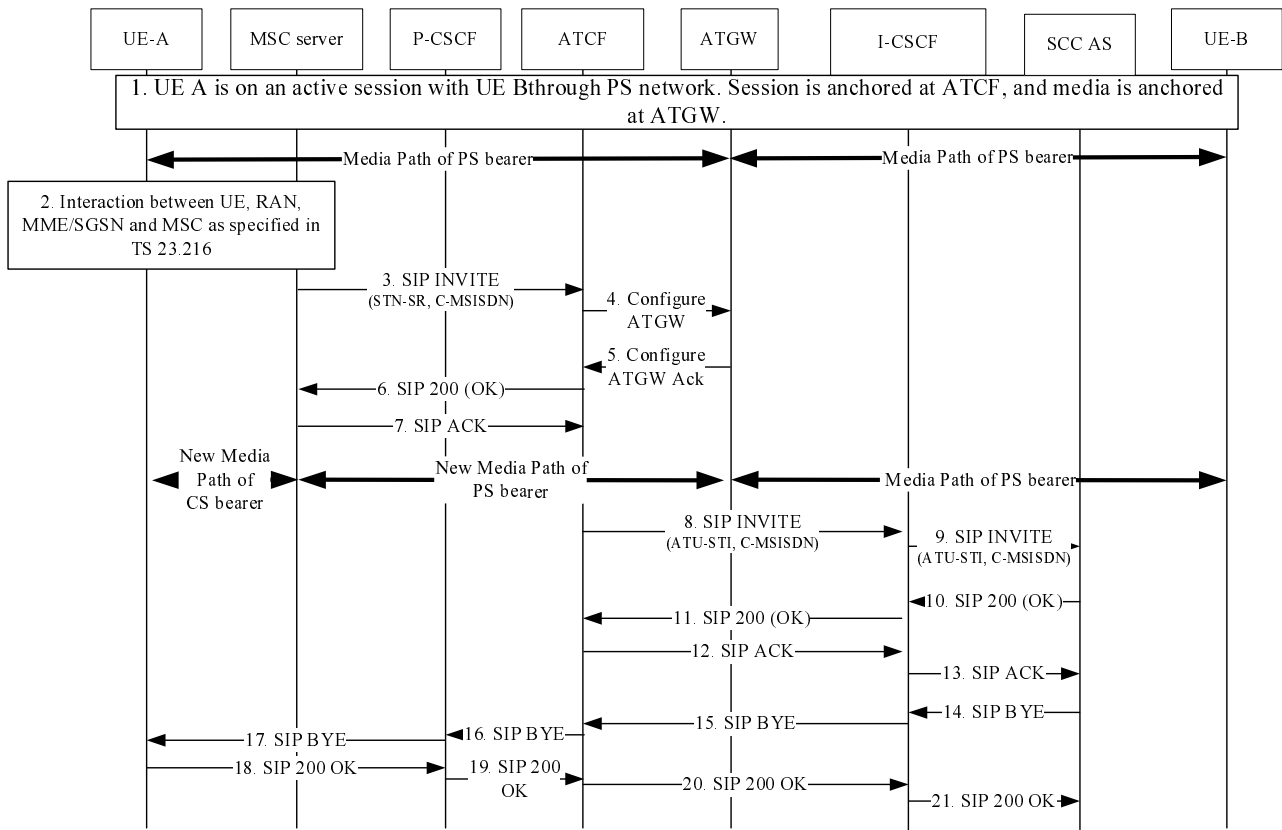 UE-A
MSC server
P-CSCF
ATCF
ATGW
I-CSCF
SCC AS
UE-B
1. UE A is on an active session with UE Bthrough PS network. Session is anchored at ATCF, and media is anchored
at ATGW.
Media Path of PS bearer
Media Path of PS bearer
2. Interaction between UE, RAN,
MME/SGSN and MSC as specified in
TS 23.216
3. SIP INVITE
(STN-SR, C-MSISDN)
4. Configure
ATGW
5. Configure
ATGW Ack
6. SIP 200 (OK)
7. SIP ACK
New Media
Path of
CS bearer
New Media Path of
PS bearer
Media Path of PS bearer
8. SIP INVITE
(ATU-STI, C-MSISDN)
9. SIP INVITE
(ATU-STI, C-MSISDN)
10. SIP 200 (OK)
11. SIP 200 (OK)
12. SIP ACK
13. SIP ACK
14. SIP BYE
15. SIP BYE
16. SIP BYE
17. SIP BYE
18. SIP 200 OK
19. SIP 200
OK
20. SIP 200 OK
21. SIP 200 OK